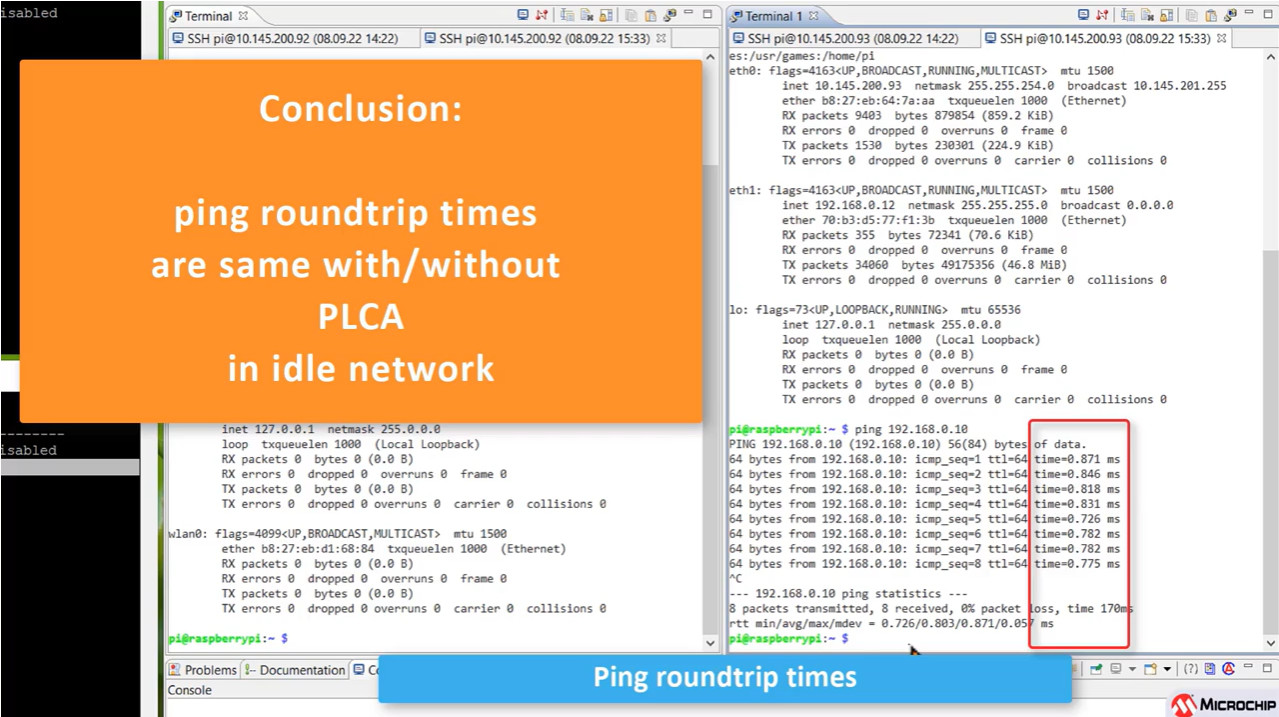 isabled
Terminal
SSH pi@10.145.200.92 (08.09.22 14:22)
SSH pi@10.145.200.92 (08.09.22 15:33)
Conclusion:
ping roundtrip times
are same with/without
PLCA
in idle network
inet 127.0.0.1 netmask 255.0.0.0
loop txqueuelen 1000 (Local Loopback)
RX packets 0 bytes 0 (0.0 B)
RX errors 0 dropped 0 overruns 0 frame 0
TX packets 0 bytes 0 (0.0 B)
TX errors 0 dropped 0 overruns 0 carrier 0 collisions 0
wlan0: flags=4099<UP,BROADCAST,MULTICAST> mtu 1500
ether b8:27:eb:d1:68:84 txqueuelen 1000 (Ethernet)
RX packets 0 bytes 0 (0.0 B)
RX errors 0 dropped 0 overruns 0 frame 0
TX packets 0 bytes 0 (0.0 B)
TX errors 0 dropped 0 overruns 0 carrier 0 collisions 0
pi@raspberrypi:~ $
--------
isabled
Terminal 1
SSH pi@10.145.200.93 (08.09.22 14:22)
SSH pi@10.145.200.93 (08.09.22 15:33)
es:/usr/games:/home/pi
eth0: flags=4163<UP,BROADCAST,RUNNING,MULTICAST> mtu 1500
inet 10.145.200.93 netmask 255.255.254.0 broadcast 10.145.201.255
ether b8:27:eb:64:7a:aa txqueuelen 1000 (Ethernet)
RX packets 9403 bytes 879854 (859.2 KiB)
RX errors 0 dropped 0 overruns 0 frame 0
TX packets 1530 bytes 230301 (224.9 KiB)
TX errors 0 dropped 0 overruns 0 carrier 0 collisions 0
eth1: flags=4163<UP,BROADCAST,RUNNING,MULTICAST> mtu 1500
inet 192.168.0.12 netmask 255.255.255.0 broadcast 0.0.0.0
ether 70:b3:d5:77:f1:3b txqueuelen 1000 (Ethernet)
RX packets 355 bytes 72341 (70.6 KiB)
RX errors 0 dropped 0 overruns 0 frame 0
TX packets 34060 bytes 49175356 (46.8 MiB)
TX errors 0 dropped 0 overruns 0 carrier 0 collisions 0
lo: flags=73<UP,LOOPBACK,RUNNING> mtu 65536
inet 127.0.0.1 netmask 255.0.0.0
loop txqueuelen 1000 (Local Loopback)
RX packets 0 bytes 0 (0.0 B)
RX errors 0 dropped 0 overruns 0 frame 0
TX packets 0 bytes 0 (0.0 B)
TX errors 0 dropped 0 overruns 0 carrier 0 collisions 0
pi@raspberrypi:~ $ ping 192.168.0.10
PING 192.168.0.10 (192.168.0.10) 56(84) bytes of data.
64 bytes from 192.168.0.10: icmp_seq=1 ttl=64 time=0.871 ms
64 bytes from 192.168.0.10: icmp_seq=2 ttl=64 time=0.846 ms
64 bytes from 192.168.0.10: icmp_seq=3 ttl=64 time=0.818 ms
64 bytes from 192.168.0.10: icmp_seq=4 ttl=64 time=0.831 ms
64 bytes from 192.168.0.10: icmp_seq=5 ttl=64 time=0.726 ms
64 bytes from 192.168.0.10: icmp_seq=6 ttl=64 time=0.782 ms
64 bytes from 192.168.0.10: icmp_seq=7 ttl=64 time=0.782 ms
64 bytes from 192.168.0.10: icmp_seq=8 ttl=64 time=0.775 ms
^C
--- 192.168.0.10 ping statistics ---
8 packets transmitted, 8 received, 0% packet loss, time 170ms
rtt min/avg/max/mdev = 0.726/0.803/0.871/0.057 ms
pi@raspberrypi:~ $
Problems
Documentation
Co
Console
Ping roundtrip times
MICROCHIP